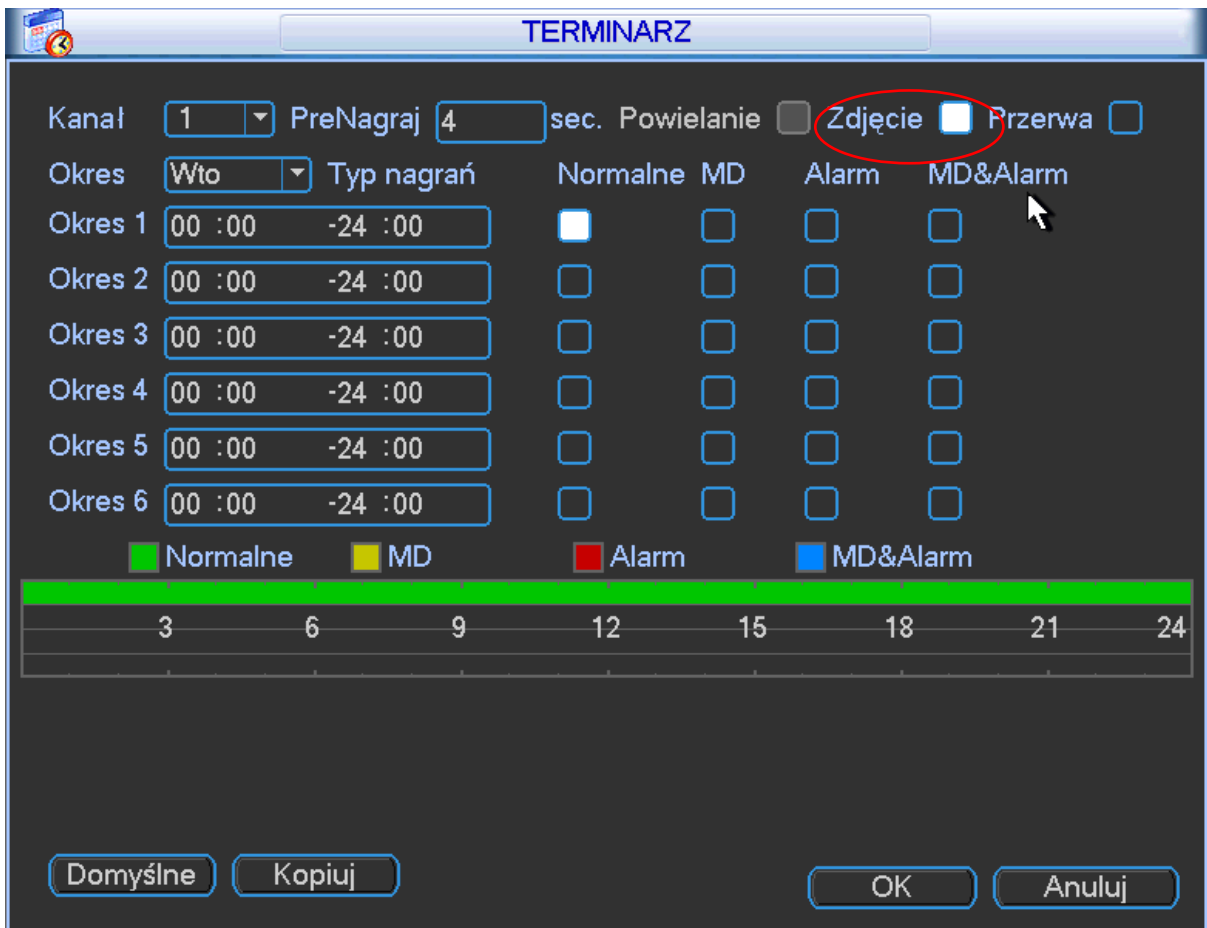 TERMINARZ
Kanał 1 PreNagraj 4 sec. Powielanie Zdjęcie Przerwa
Okres Wto Typ nagrań Normalne MD Alarm MD&Alarm
Okres 1 00 :00 -24 :00
Okres 2 00 :00 -24 :00
Okres 3 00 :00 -24 :00
Okres 4 00 :00 -24 :00
Okres 5 00 :00 -24 :00
Okres 6 00 :00 -24 :00
Normalne MD Alarm MD&Alarm
3 6 9 12 15 18 21 24
Domyślne Kopiuj OK Anuluj